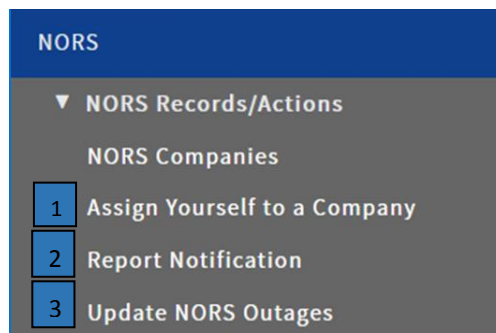 NORS
▼ NORS Records/Actions
NORS Companies
1 Assign Yourself to a Company
2 Report Notification
3 Update NORS Outages